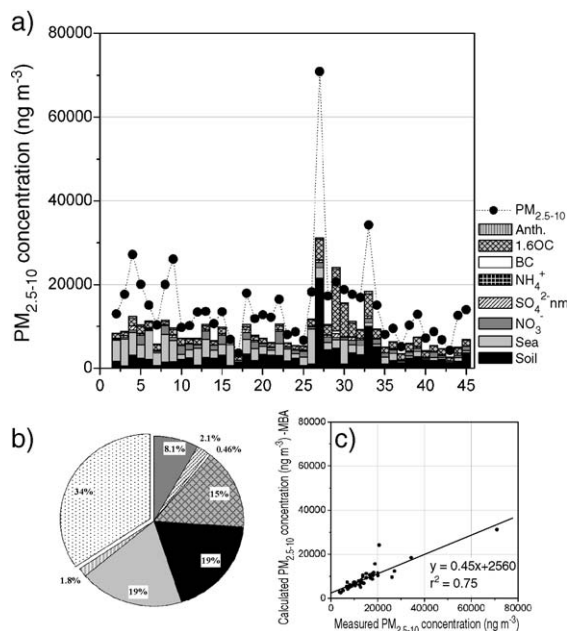 a)
80000
60000
40000
20000
0
PM2.5-10 concentration (ng m-3)
0 5 10 15 20 25 30 35 40 45
PM2.5-10
Anth.
1.6OC
BC
NH4+
SO42-nm
NO3-
Sea
Soil
b)
8.1%
2.1%
0.46%
15%
19%
19%
1.8%
34%
c)
Calculated PM2.5-10 concentration (ng m-3) -MBA
80000
60000
40000
20000
0
y = 0.45x+2560
r2 = 0.75
0 20000 40000 60000 80000
Measured PM2.5-10 concentration (ng m-3)